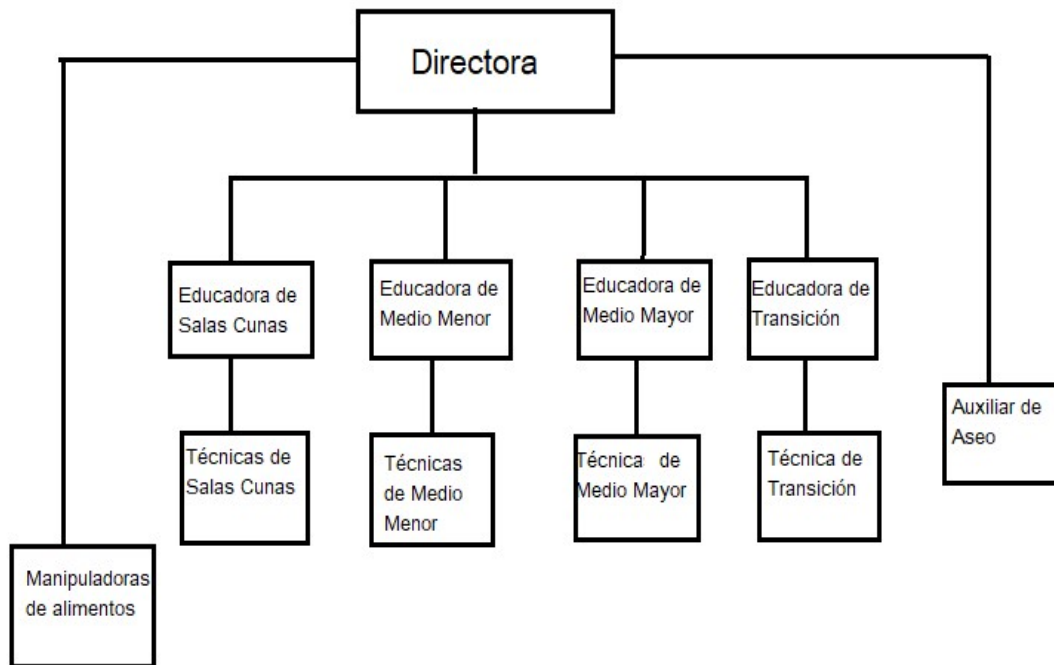 Directora
Educadora de
Salas Cunas
Educadora de
Medio Menor
Educadora de
Medio Mayor
Educadora de
Transición
Técnicas de
Salas Cunas
Técnicas
de Medio
Menor
Técnica de
Medio Mayor
Técnica de
Transición
Auxiliar de
Aseo
Manipuladoras
de alimentos